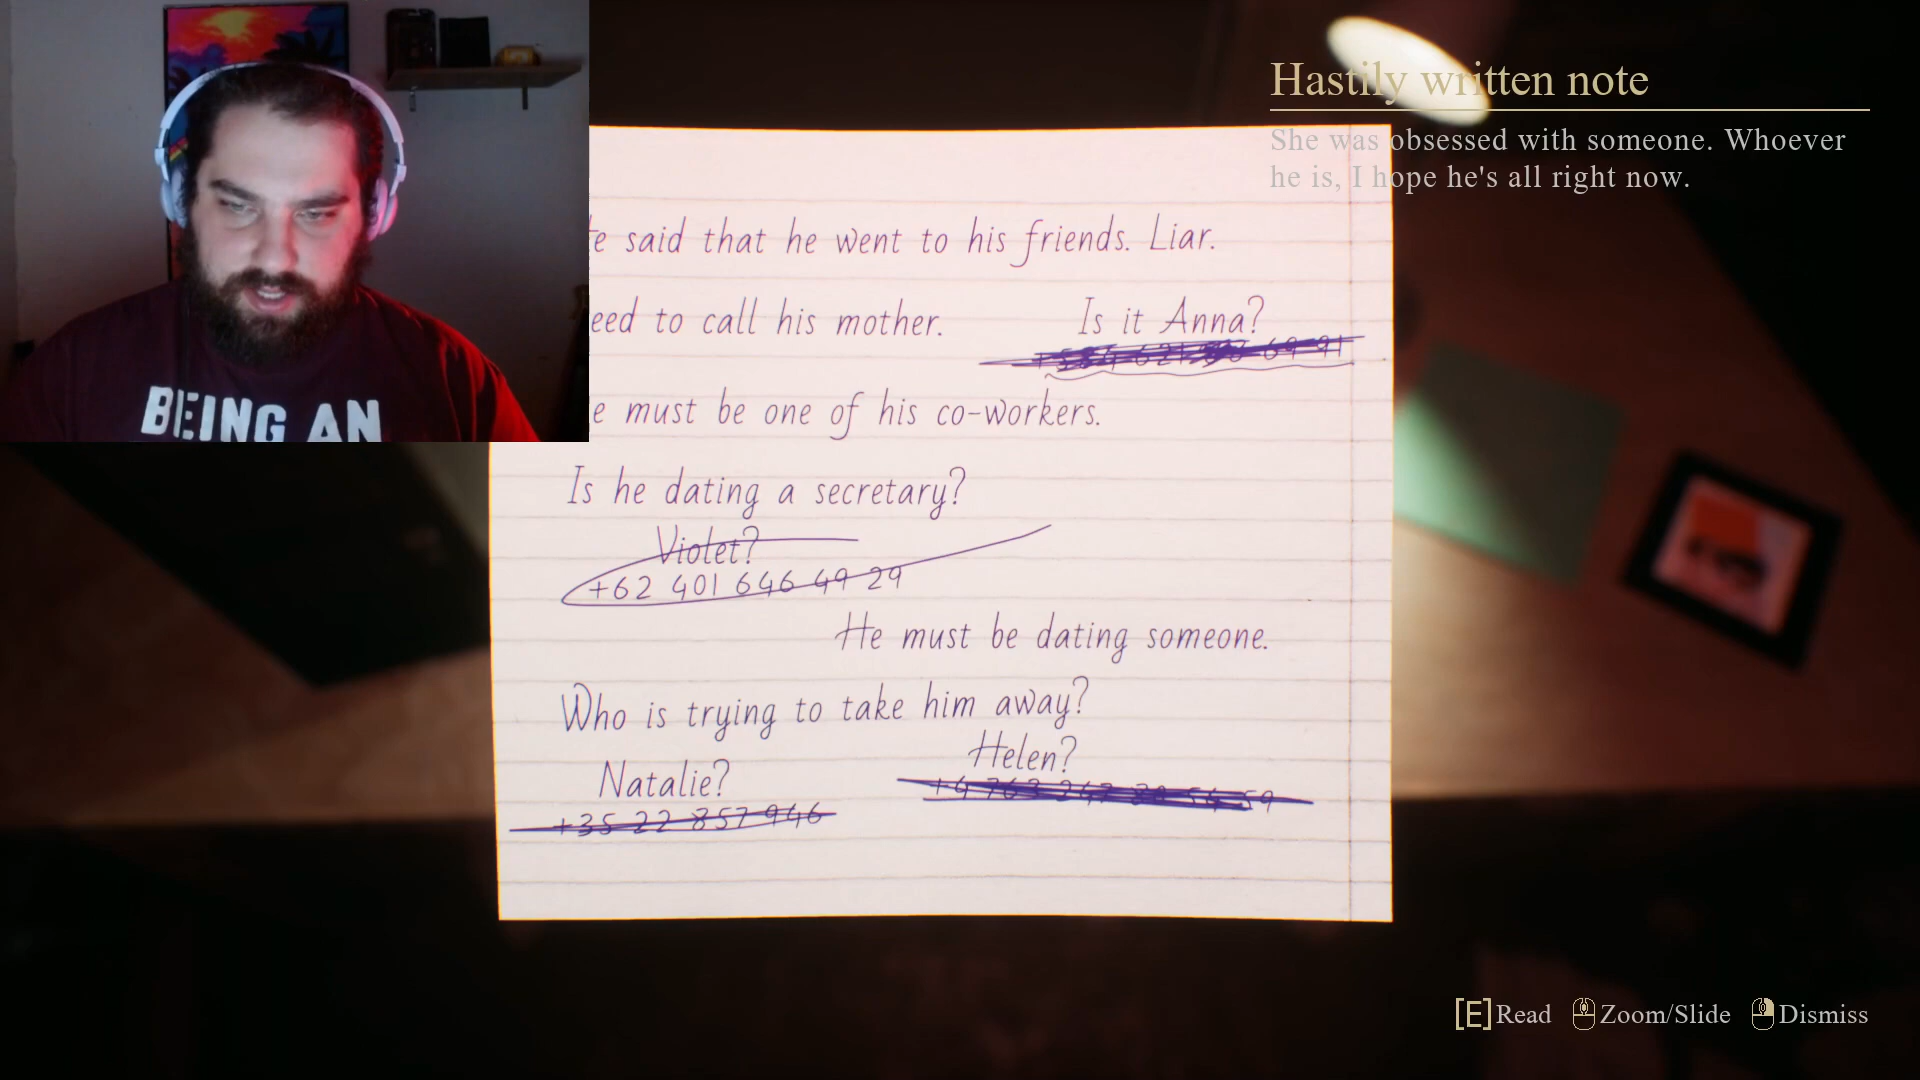 Hastily written note
She was obsessed with someone. Whoever
he is, I hope he's all right now.
e said that he went to his friends. Liar.
eed to call his mother.
Is it Anna?
69 91
e must be one of his co-workers.
Is he dating a secretary?
Violet?
+62 401 646 49 29
He must be dating someone.
Who is trying to take him away?
Helen?
Natalie?
+35 22 857 946
BEING AN
[E] Read Zoom/Slide Dismiss